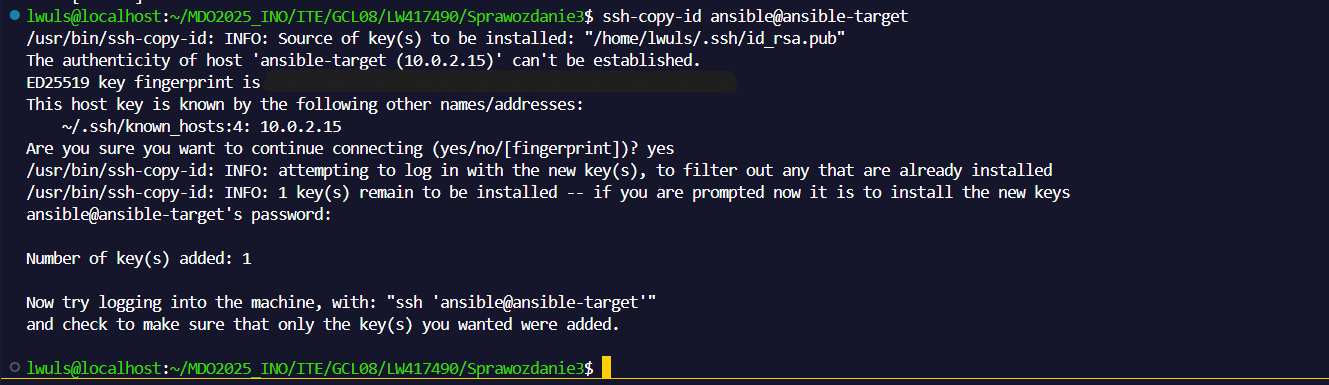 lwuls@localhost:~/MDO2025_INO/ITE/GCL08/LW417490/Sprawozdanie3$ ssh-copy-id ansible@ansible-target
/usr/bin/ssh-copy-id: INFO: Source of key(s) to be installed: "/home/lwuls/.ssh/id_rsa.pub"
The authenticity of host 'ansible-target (10.0.2.15)' can't be established.
ED25519 key fingerprint is
This host key is known by the following other names/addresses:
    ~/.ssh/known_hosts:4: 10.0.2.15
Are you sure you want to continue connecting (yes/no/[fingerprint])? yes
/usr/bin/ssh-copy-id: INFO: attempting to log in with the new key(s), to filter out any that are already installed
/usr/bin/ssh-copy-id: INFO: 1 key(s) remain to be installed -- if you are prompted now it is to install the new keys
ansible@ansible-target's password:
Number of key(s) added: 1
Now try logging into the machine, with: "ssh 'ansible@ansible-target'"
and check to make sure that only the key(s) you wanted were added.
lwuls@localhost:~/MDO2025_INO/ITE/GCL08/LW417490/Sprawozdanie3$